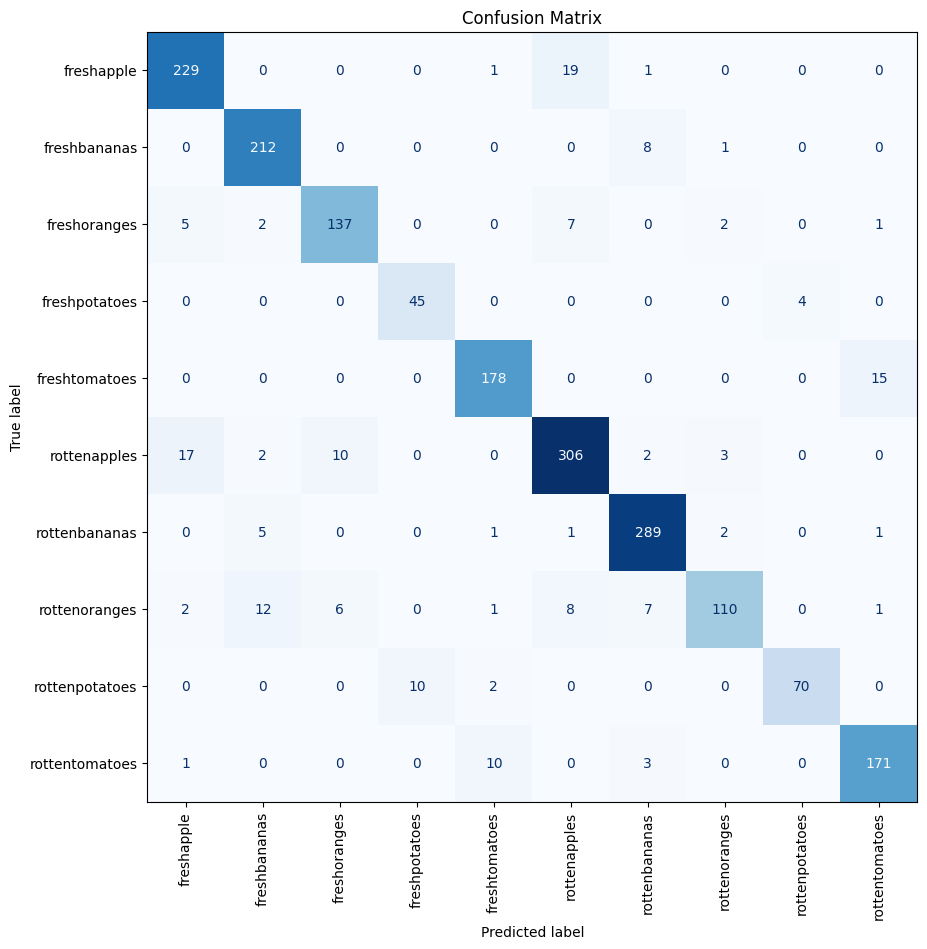 Confusion Matrix
freshapple 229 0 0 0 1 19 1 0 0 0
freshbananas 0 212 0 0 0 0 8 1 0 0
freshoranges 5 2 137 0 0 7 0 2 0 1
freshpotatoes 0 0 0 45 0 0 0 0 4 0
freshtomatoes 0 0 0 0 178 0 0 0 0 15
rottenapples 17 2 10 0 0 306 2 3 0 0
rottenbananas 0 5 0 0 1 1 289 2 0 1
rottenoranges 2 12 6 0 1 8 7 110 0 1
rottenpotatoes 0 0 0 10 2 0 0 0 70 0
rottentomatoes 1 0 0 0 10 0 3 0 0 171
True label
freshapple freshbananas freshoranges freshpotatoes freshtomatoes rottenapples rottenbananas rottenoranges rottenpotatoes rottentomatoes
Predicted label